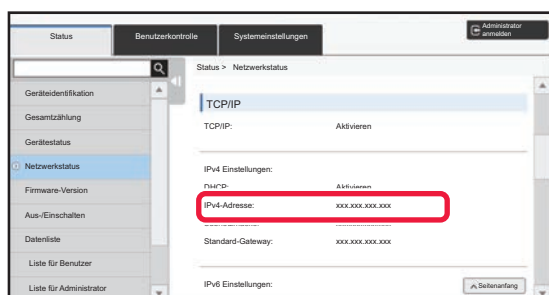 Status
Benutzerkontrolle
Systemeinstellungen
Administrator
anmelden
Status > Netzwerkstatus
Geräteidentifikation
Gesamtzählung
Gerätestatus
Netzwerkstatus
Firmware-Version
Aus-/Einschalten
Datenliste
Liste für Benutzer
Liste für Administrator
TCP/IP
TCP/IP: Aktivieren
IPv4 Einstellungen:
DHCP: Aktivieren
IPv4-Adresse: xxx.xxx.xxx.xxx
Standard-Gateway: xxx.xxx.xxx.xxx
IPv6 Einstellungen:
Seitenanfang